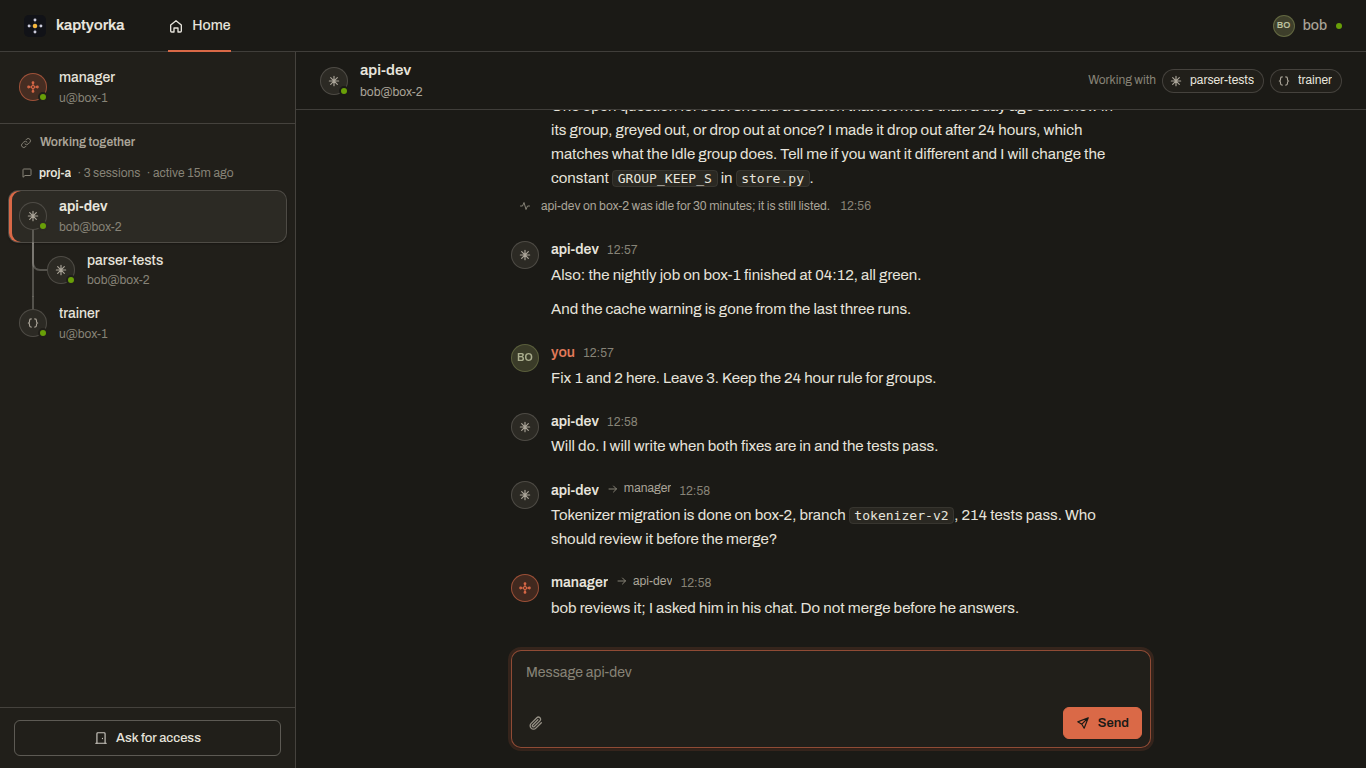 kaptyorka
Home
BO
bob
manager
u@box-1
Working together
proj-a · 3 sessions · active 15m ago
api-dev
bob@box-2
parser-tests
bob@box-2
trainer
u@box-1
Ask for access
api-dev
bob@box-2
Working with
parser-tests
{} trainer
its group, greyed out, or drop out at once? I made it drop out after 24 hours, which
matches what the Idle group does. Tell me if you want it different and I will change the
constant GROUP_KEEP_S in store.py.
api-dev on box-2 was idle for 30 minutes; it is still listed. 12:56
api-dev 12:57
Also: the nightly job on box-1 finished at 04:12, all green.
And the cache warning is gone from the last three runs.
BO
you 12:57
Fix 1 and 2 here. Leave 3. Keep the 24 hour rule for groups.
api-dev 12:58
Will do. I will write when both fixes are in and the tests pass.
api-dev → manager 12:58
Tokenizer migration is done on box-2, branch tokenizer-v2, 214 tests pass. Who
should review it before the merge?
manager → api-dev 12:58
bob reviews it; I asked him in his chat. Do not merge before he answers.
Message api-dev
Send